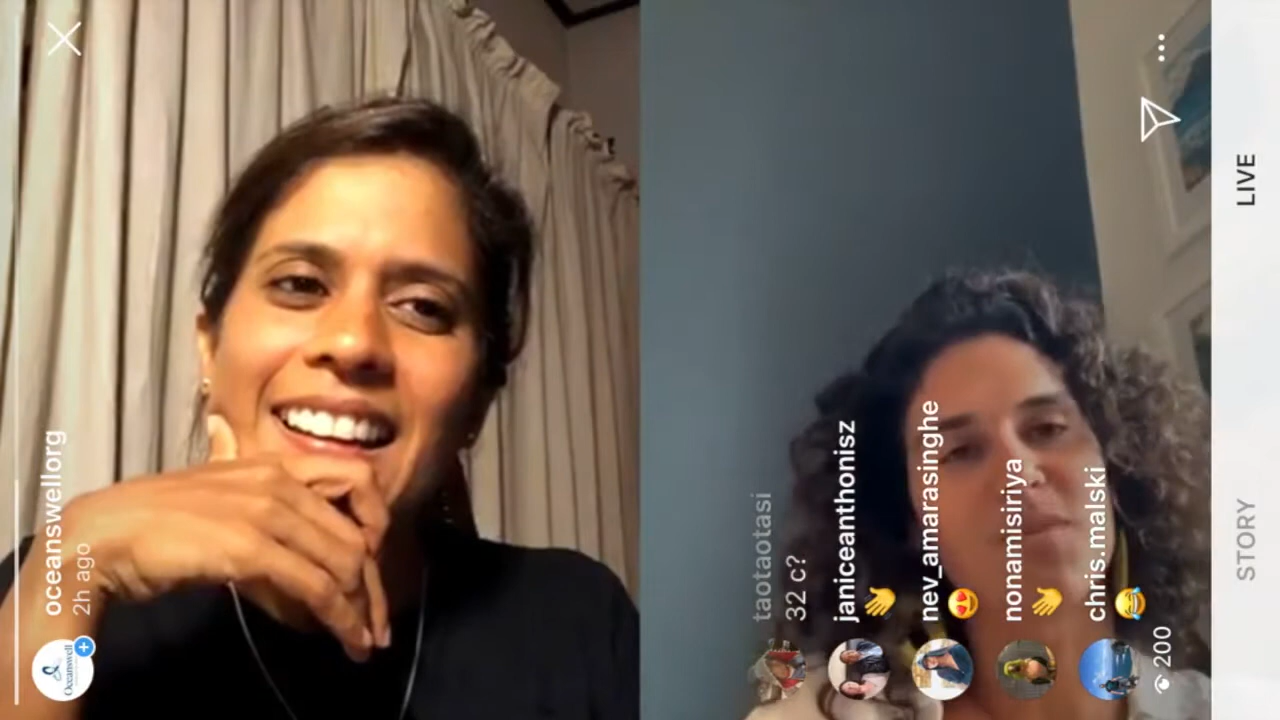 oceanswellorg
2h ago
Oceanswell
taotaotasi
32 c?
janiceanthonisz
👋
nev_amarasinghe
😍
nonamisiriya
👋
chris.malski
😂
200
STORY
LIVE